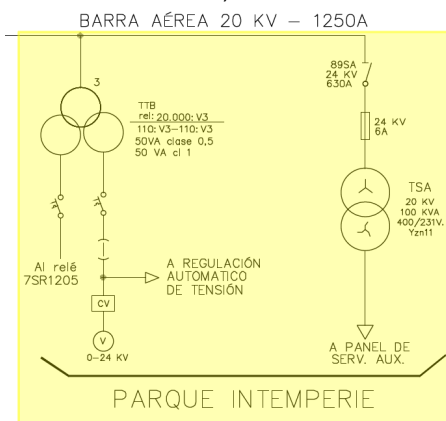 BARRA AÉREA 20 KV – 1250A
3
TTB
rel: 20.000: V3
110: V3–110: V3
50VA clase 0,5
50 VA cl 1
89SA
24 KV
630A
24 KV
6A
TSA
20 KV
100 KVA
400/231V.
Yzn11
Al relé
7SR1205
A REGULACIÓN
AUTOMATICO
DE TENSIÓN
CV
V
0–24 KV
A PANEL DE
SERV. AUX.
PARQUE INTEMPERIE